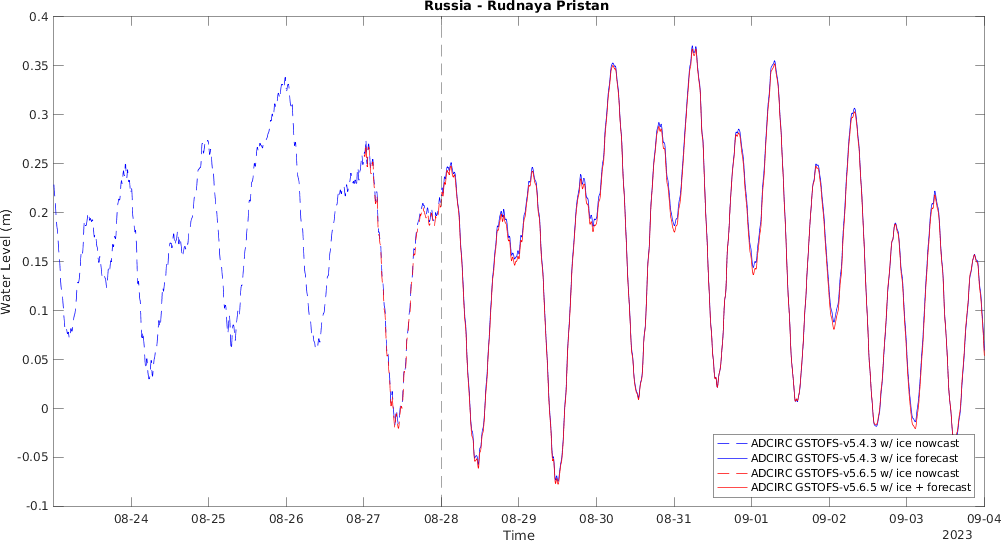 Russia - Rudnaya Pristan
0.4
0.35
0.3
0.25
0.2
0.15
0.1
0.05
0
-0.05
-0.1
Water Level (m)
ADCIRC GSTOFS-v5.4.3 w/ ice nowcast
ADCIRC GSTOFS-v5.4.3 w/ ice forecast
ADCIRC GSTOFS-v5.6.5 w/ ice nowcast
ADCIRC GSTOFS-v5.6.5 w/ ice + forecast
08-24 08-25 08-26 08-27 08-28 08-29 08-30 08-31 09-01 09-02 09-03 09-04
Time
2023